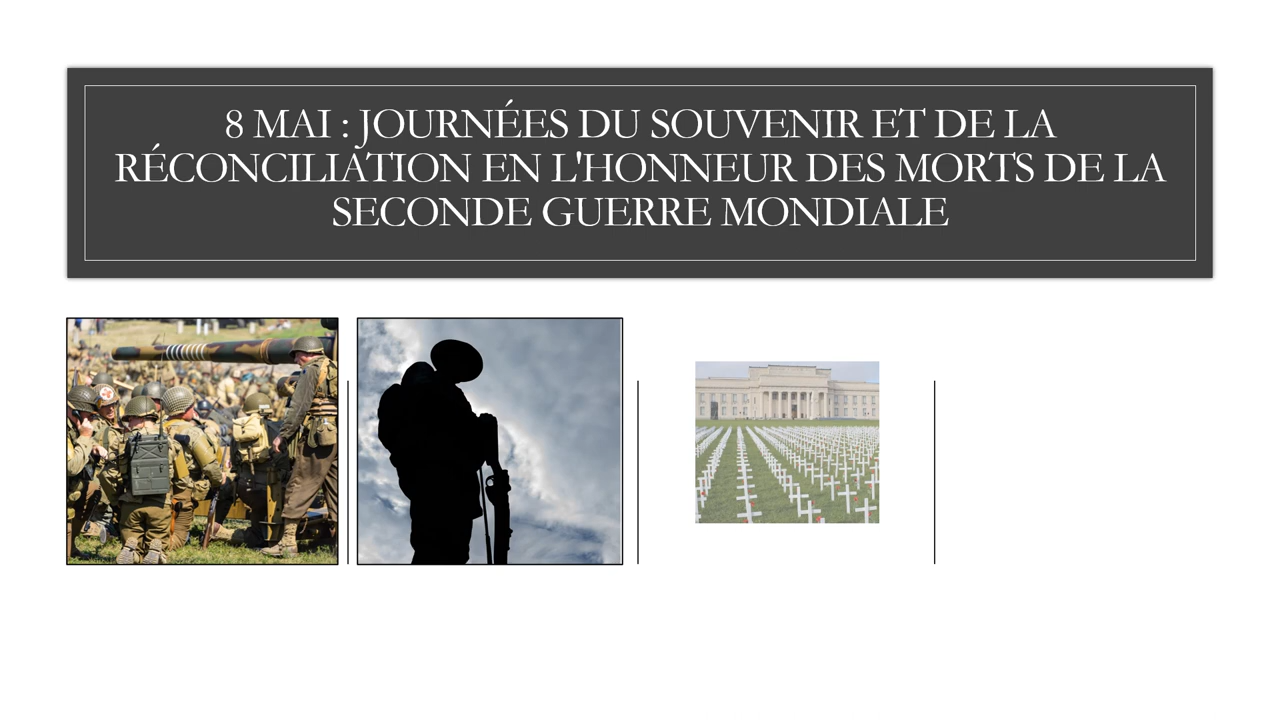 8 MAI : JOURNÉES DU SOUVENIR ET DE LA
RÉCONCILIATION EN L'HONNEUR DES MORTS DE LA
SECONDE GUERRE MONDIALE